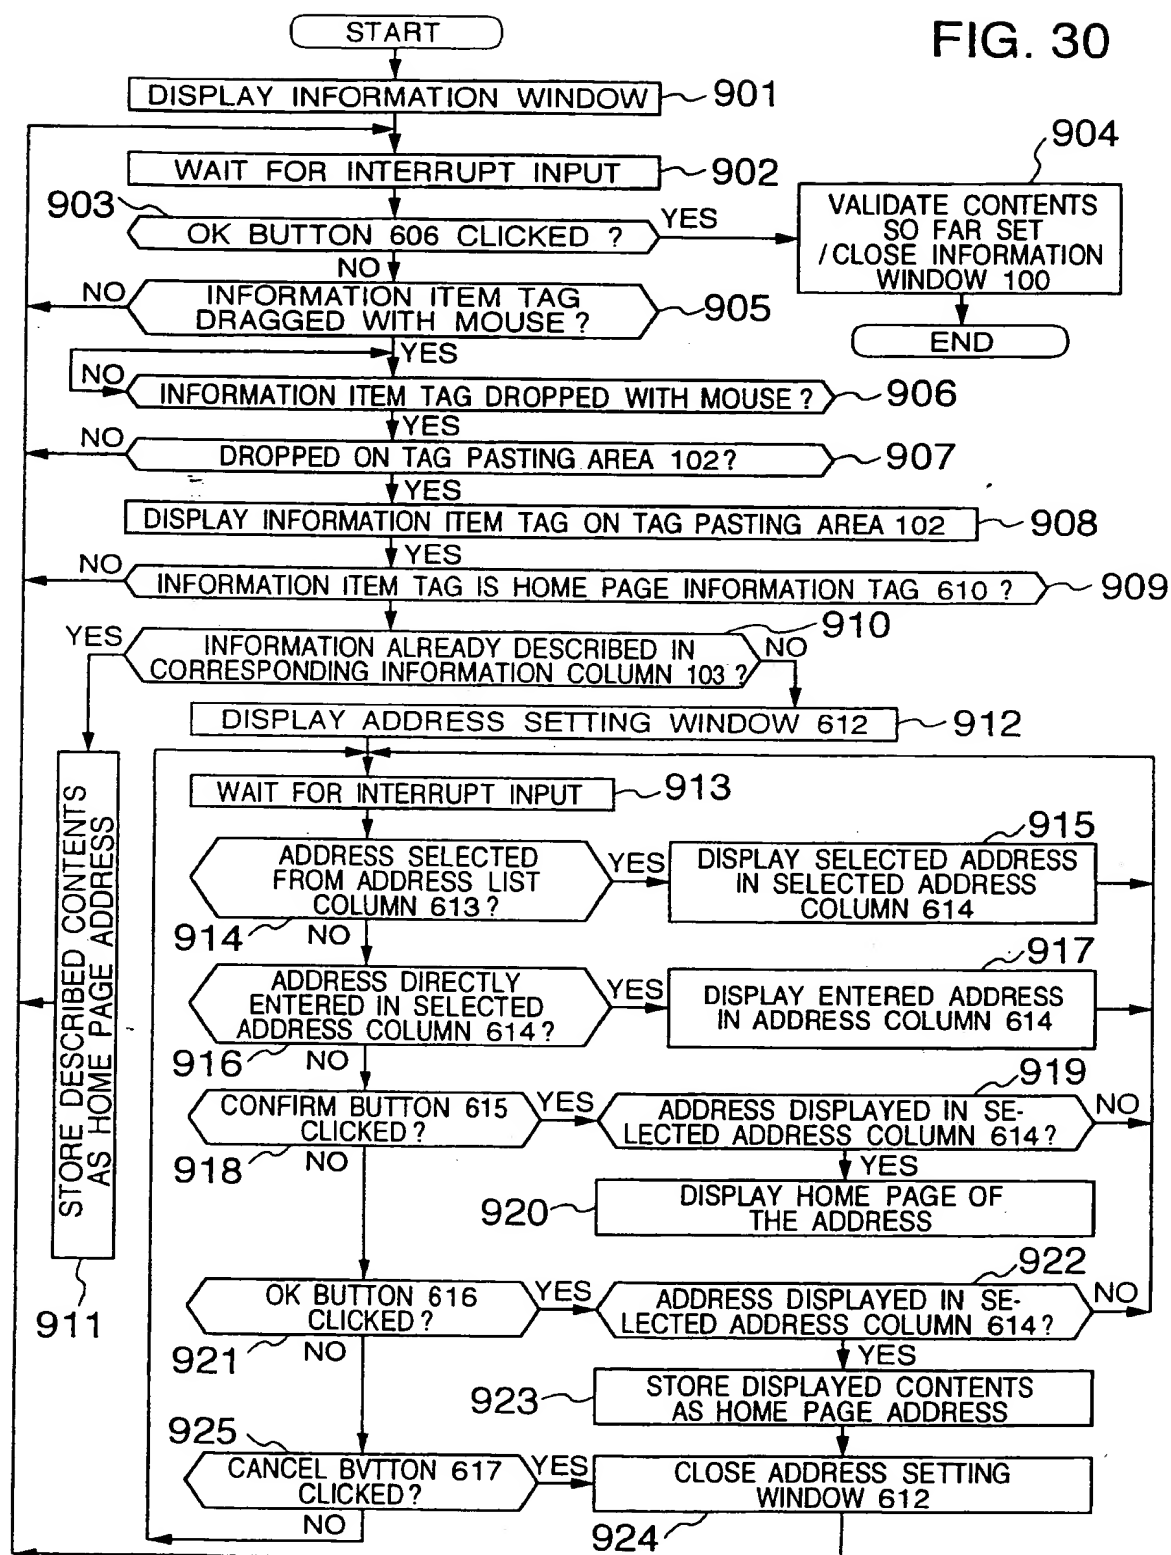 START
FIG. 30
DISPLAY INFORMATION WINDOW
901
WAIT FOR INTERRUPT INPUT
902
904
903
OK BUTTON 606 CLICKED ?
YES
VALIDATE CONTENTS
SO FAR SET
/CLOSE INFORMATION
WINDOW 100
NO
END
NO
INFORMATION ITEM TAG
DRAGGED WITH MOUSE ?
905
YES
NO
INFORMATION ITEM TAG DROPPED WITH MOUSE ?
906
YES
NO
DROPPED ON TAG PASTING AREA 102?
907
YES
DISPLAY INFORMATION ITEM TAG ON TAG PASTING AREA 102
908
YES
NO
INFORMATION ITEM TAG IS HOME PAGE INFORMATION TAG 610 ?
909
910
YES
INFORMATION ALREADY DESCRIBED IN
CORRESPONDING INFORMATION COLUMN 103 ?
NO
DISPLAY ADDRESS SETTING WINDOW 612
912
STORE DESCRIBED CONTENTS
AS HOME PAGE ADDRESS
911
WAIT FOR INTERRUPT INPUT
913
ADDRESS SELECTED
FROM ADDRESS LIST
COLUMN 613 ?
914
YES
915
DISPLAY SELECTED ADDRESS
IN SELECTED ADDRESS
COLUMN 614
NO
ADDRESS DIRECTLY
ENTERED IN SELECTED
ADDRESS COLUMN 614 ?
916
YES
917
DISPLAY ENTERED ADDRESS
IN ADDRESS COLUMN 614
NO
CONFIRM BUTTON 615
CLICKED ?
918
YES
919
ADDRESS DISPLAYED IN SE-
LECTED ADDRESS COLUMN 614 ?
NO
NO
YES
920
DISPLAY HOME PAGE OF
THE ADDRESS
OK BUTTON 616
CLICKED ?
921
YES
922
ADDRESS DISPLAYED IN SE-
LECTED ADDRESS COLUMN 614 ?
NO
NO
YES
923
STORE DISPLAYED CONTENTS
AS HOME PAGE ADDRESS
925
CANCEL BVTTON 617
CLICKED ?
YES
CLOSE ADDRESS SETTING
WINDOW 612
924
NO